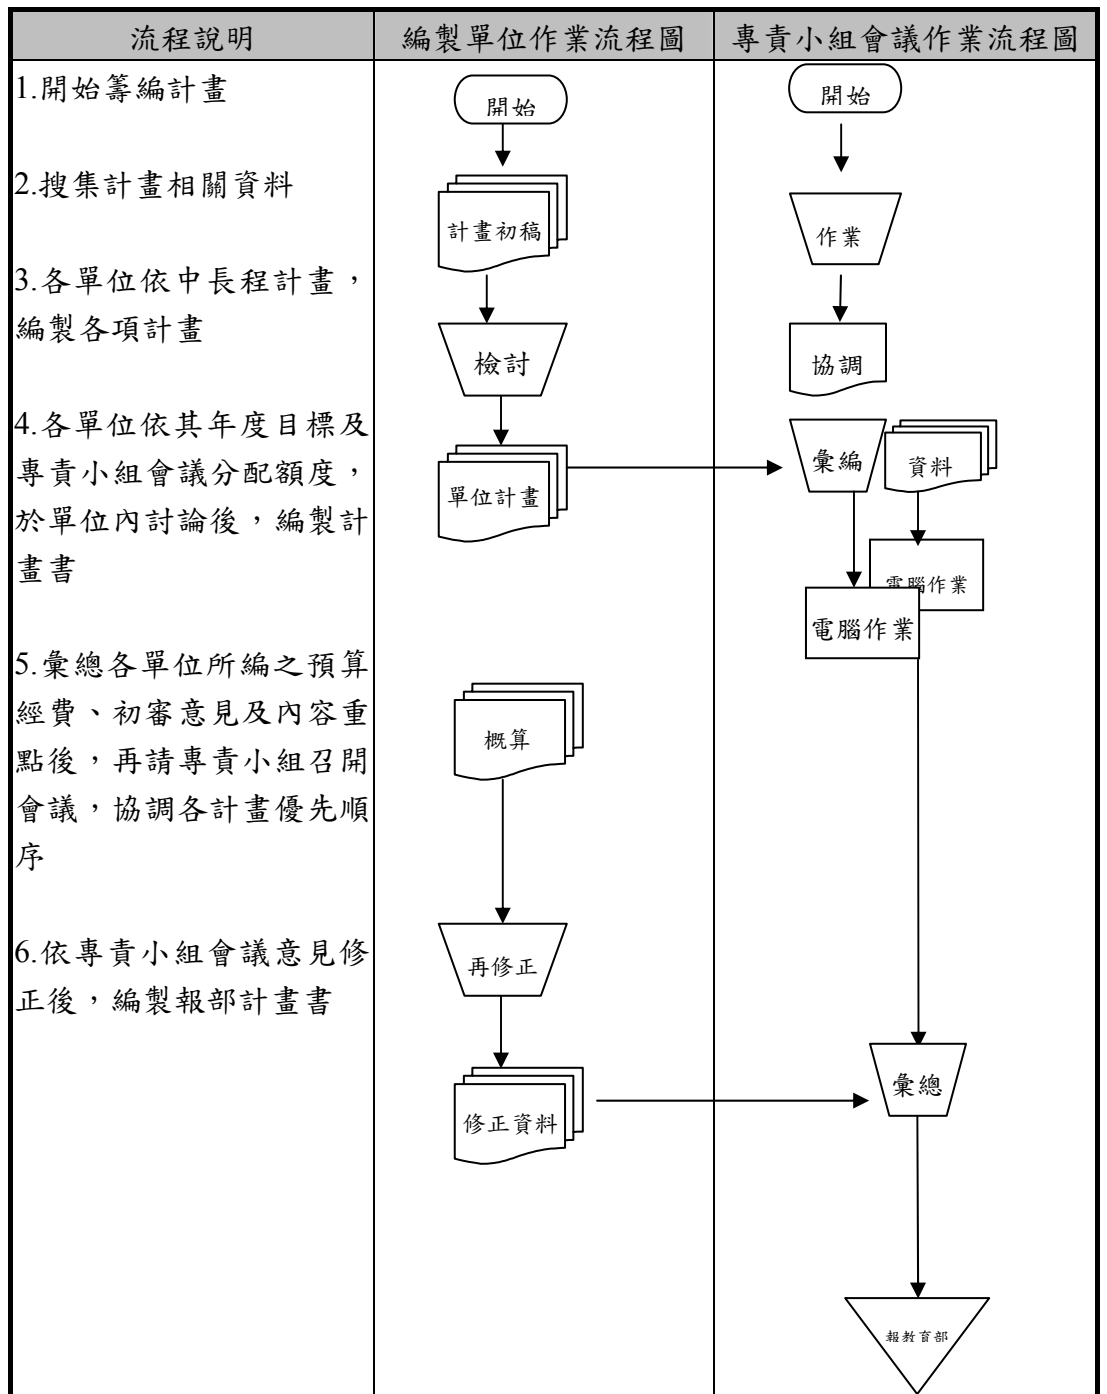 流程說明
編製單位作業流程圖
專責小組會議作業流程圖
1.開始籌編計畫
2.搜集計畫相關資料
3.各單位依中長程計畫，
編製各項計畫
4.各單位依其年度目標及
專責小組會議分配額度，
於單位內討論後，編製計
畫書
5.彙總各單位所編之預算
經費、初審意見及內容重
點後，再請專責小組召開
會議，協調各計畫優先順
序
6.依專責小組會議意見修
正後，編製報部計畫書
開始
計畫初稿
檢討
單位計畫
概算
再修正
修正資料
開始
作業
協調
彙編
資料
電腦作業
電腦作業
彙總
報教育部